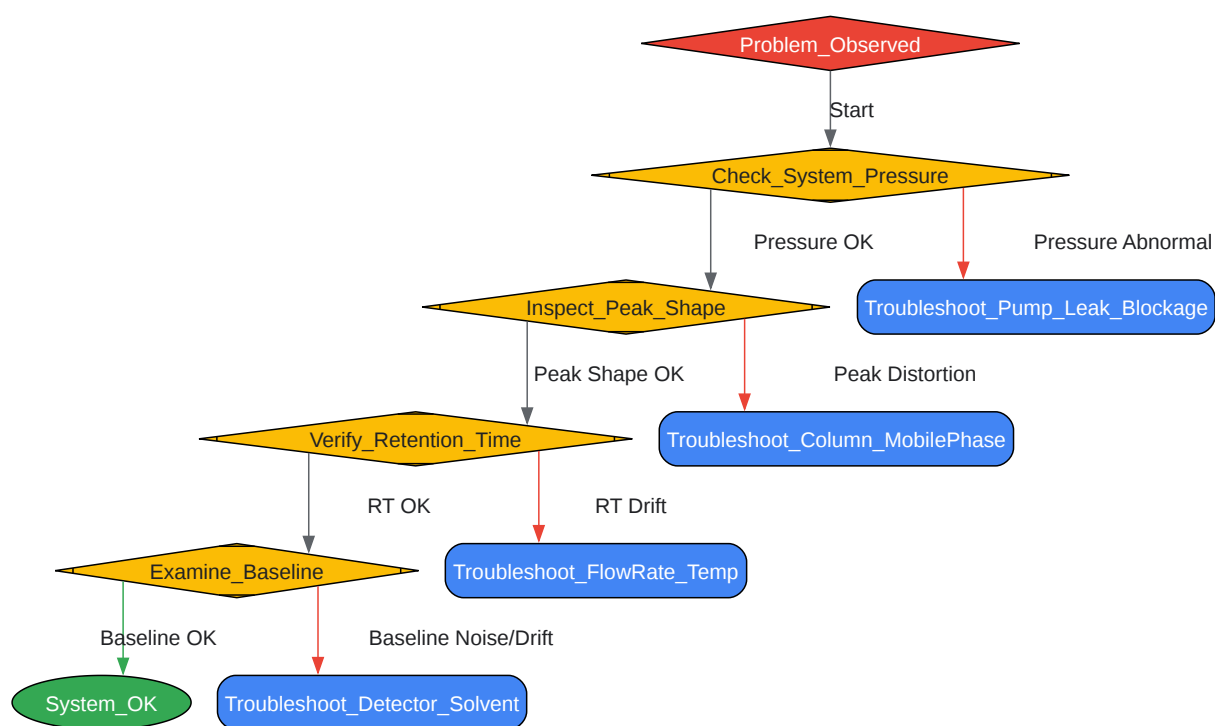 Problem_Observed
Start
Check_System_Pressure
Pressure OK
Pressure Abnormal
Inspect_Peak_Shape
Troubleshoot_Pump_Leak_Blockage
Peak Shape OK
Peak Distortion
Verify_Retention_Time
Troubleshoot_Column_MobilePhase
RT OK
RT Drift
Examine_Baseline
Troubleshoot_FlowRate_Temp
Baseline OK
Baseline Noise/Drift
System_OK
Troubleshoot_Detector_Solvent